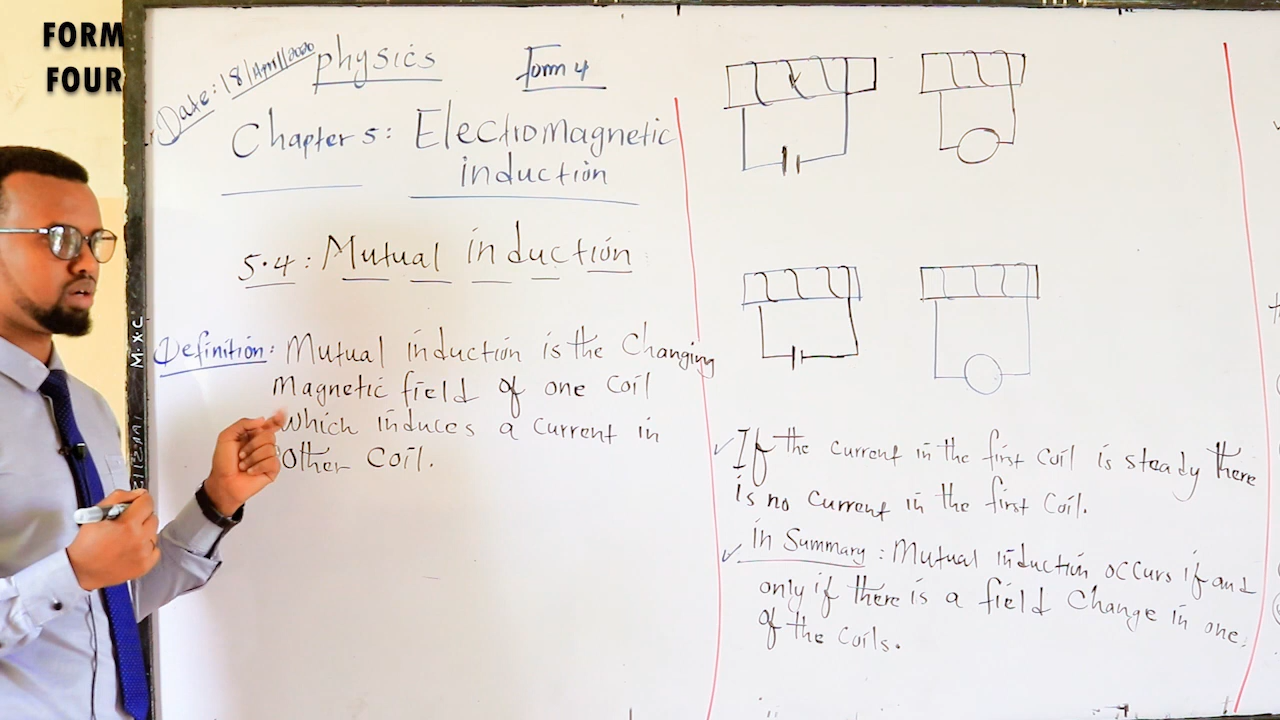 FORM
FOUR
Date: 18/April/2020
physics
Form 4
Chapter 5: Electromagnetic
induction
5.4: Mutual induction
Definition: Mutual induction is the Changing
Magnetic field of one coil
which induces a current in
Other Coil.
If the current in the first coil is steady there
is no current in the first coil.
in Summary: Mutual induction occurs if and
only if there is a field Change in one
of the coils.
M.X.C